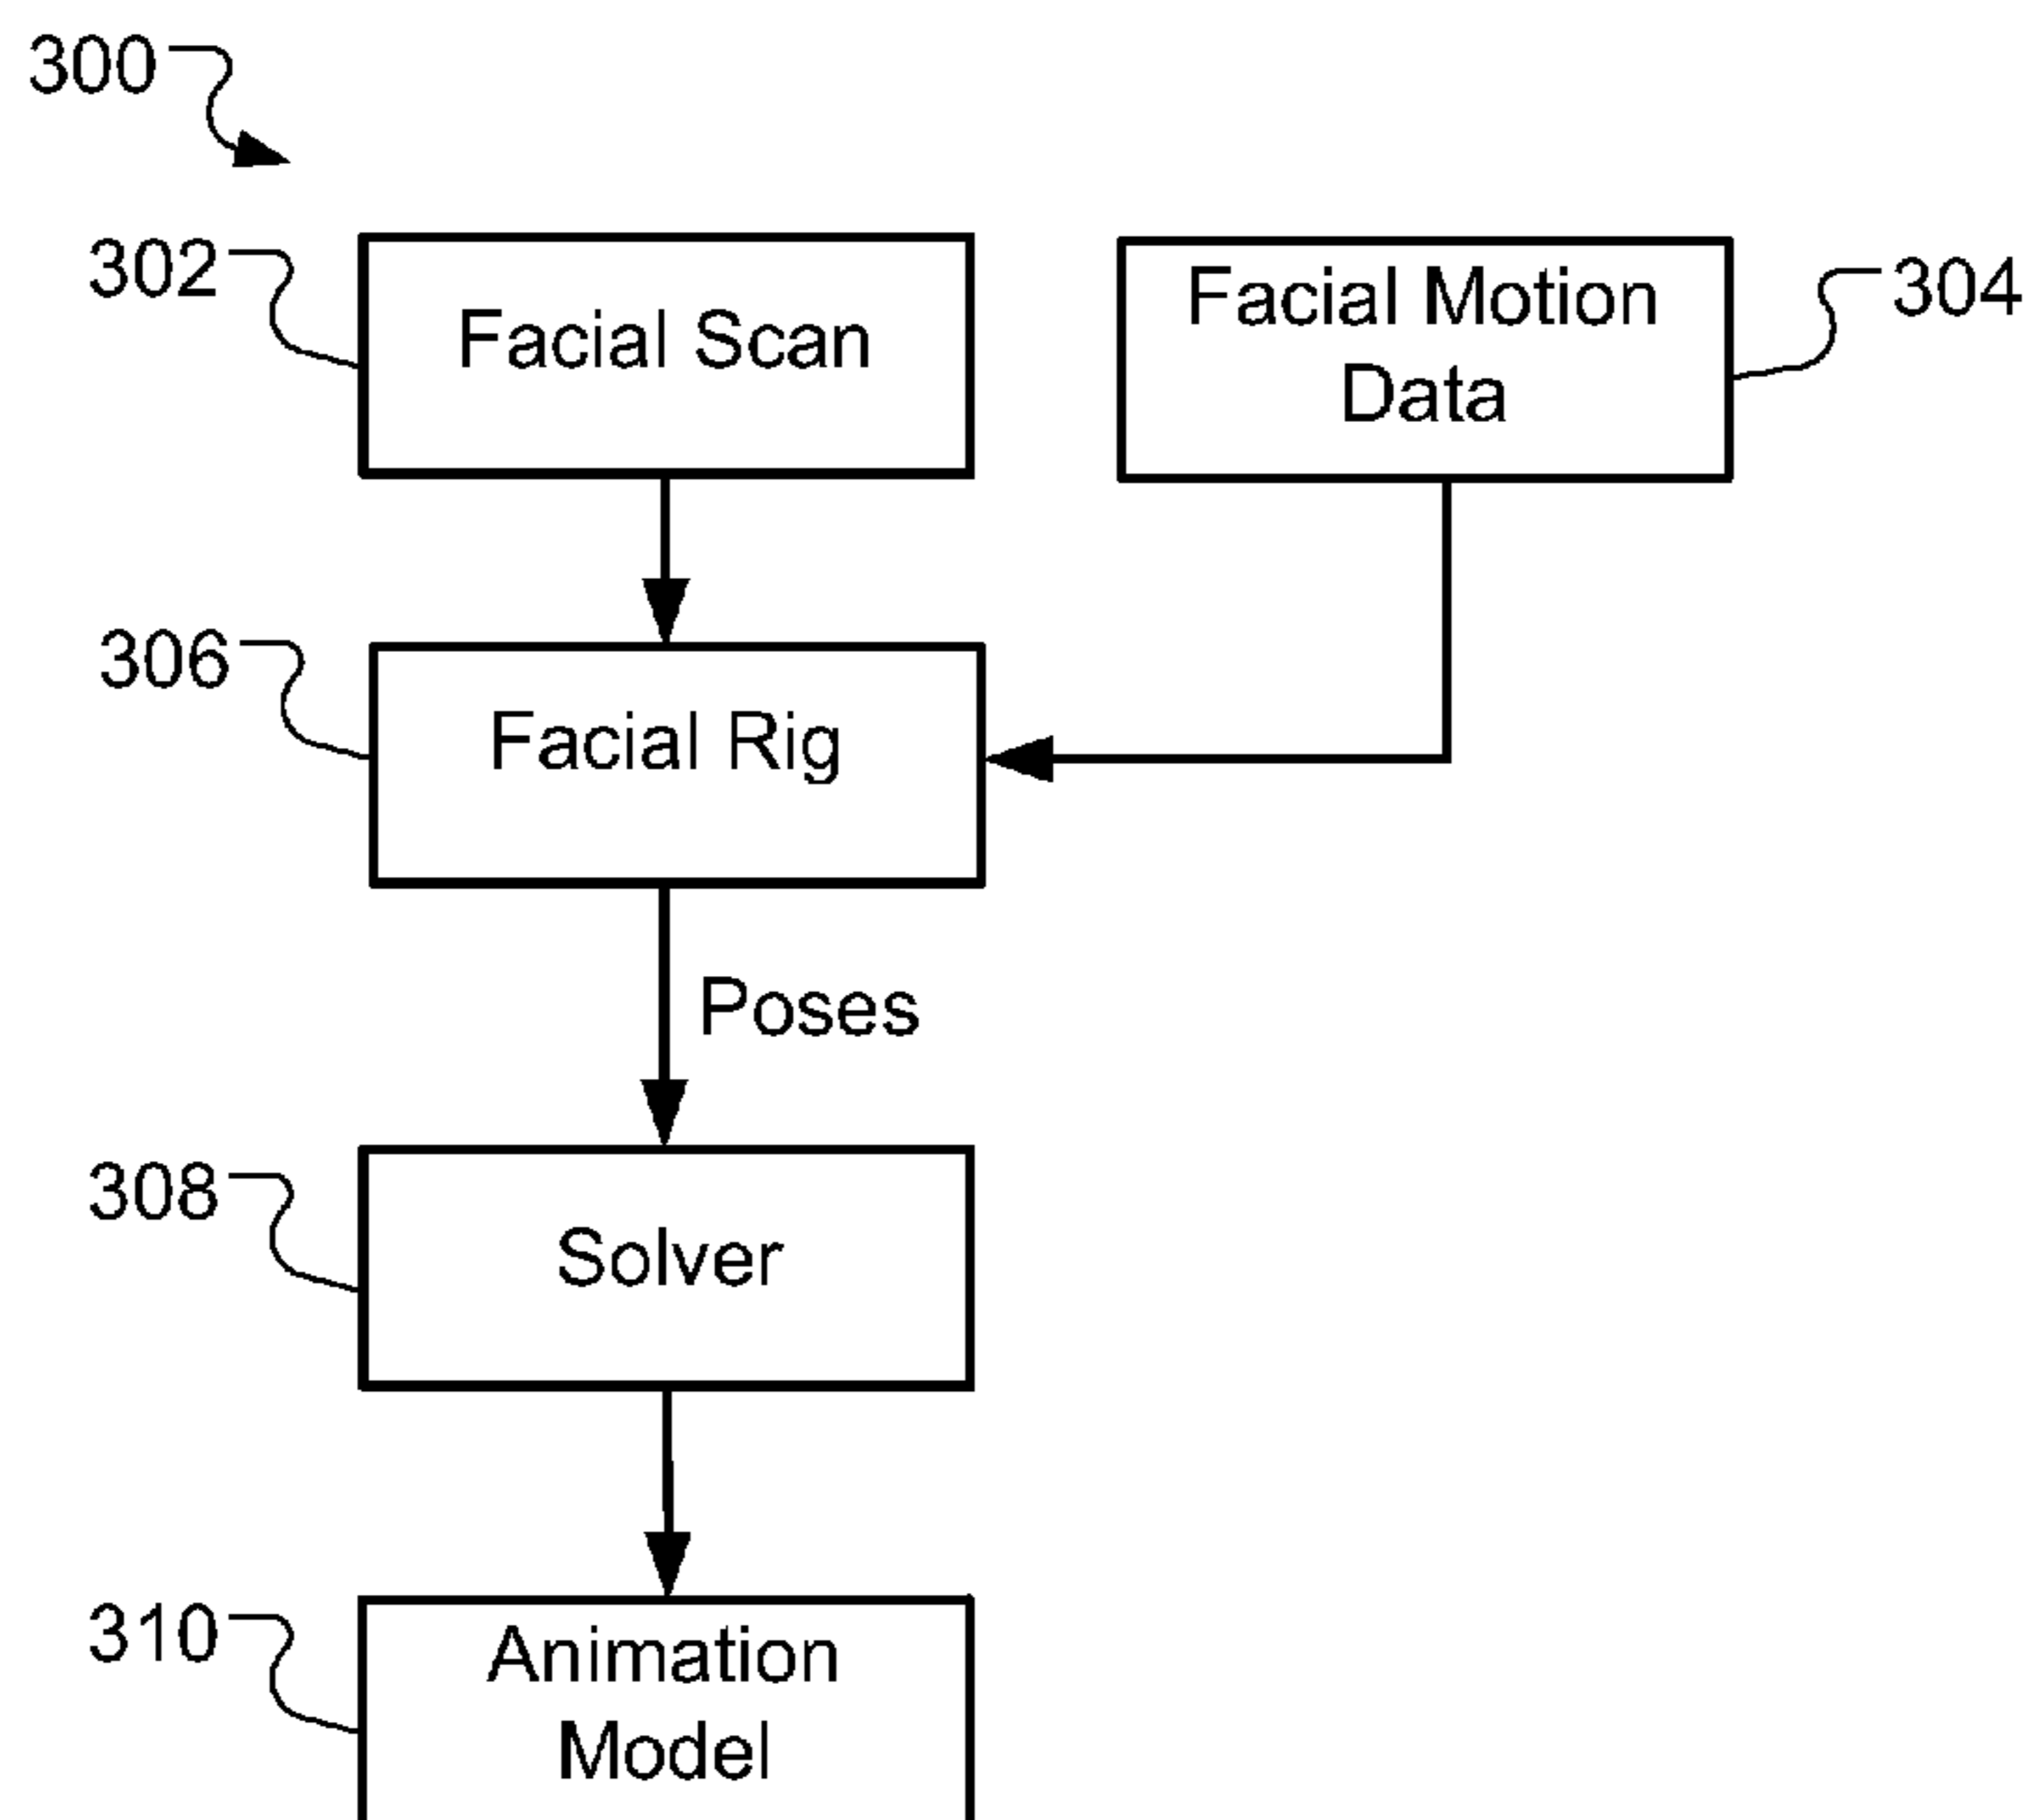 300
302
Facial Scan
Facial Motion
Data
304
306
Facial Rig
Poses
308
Solver
310
Animation
Model